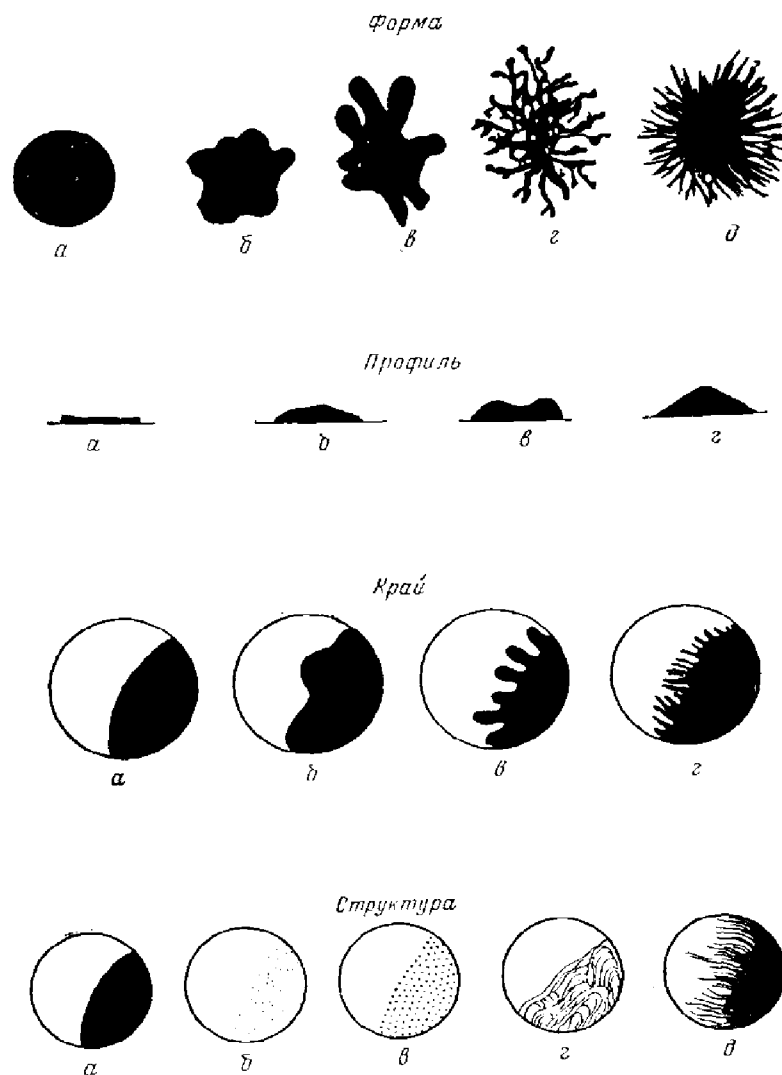 Форма
а б в г д
Профиль
а б в г
Край
а б в г
Структура
а б в г д